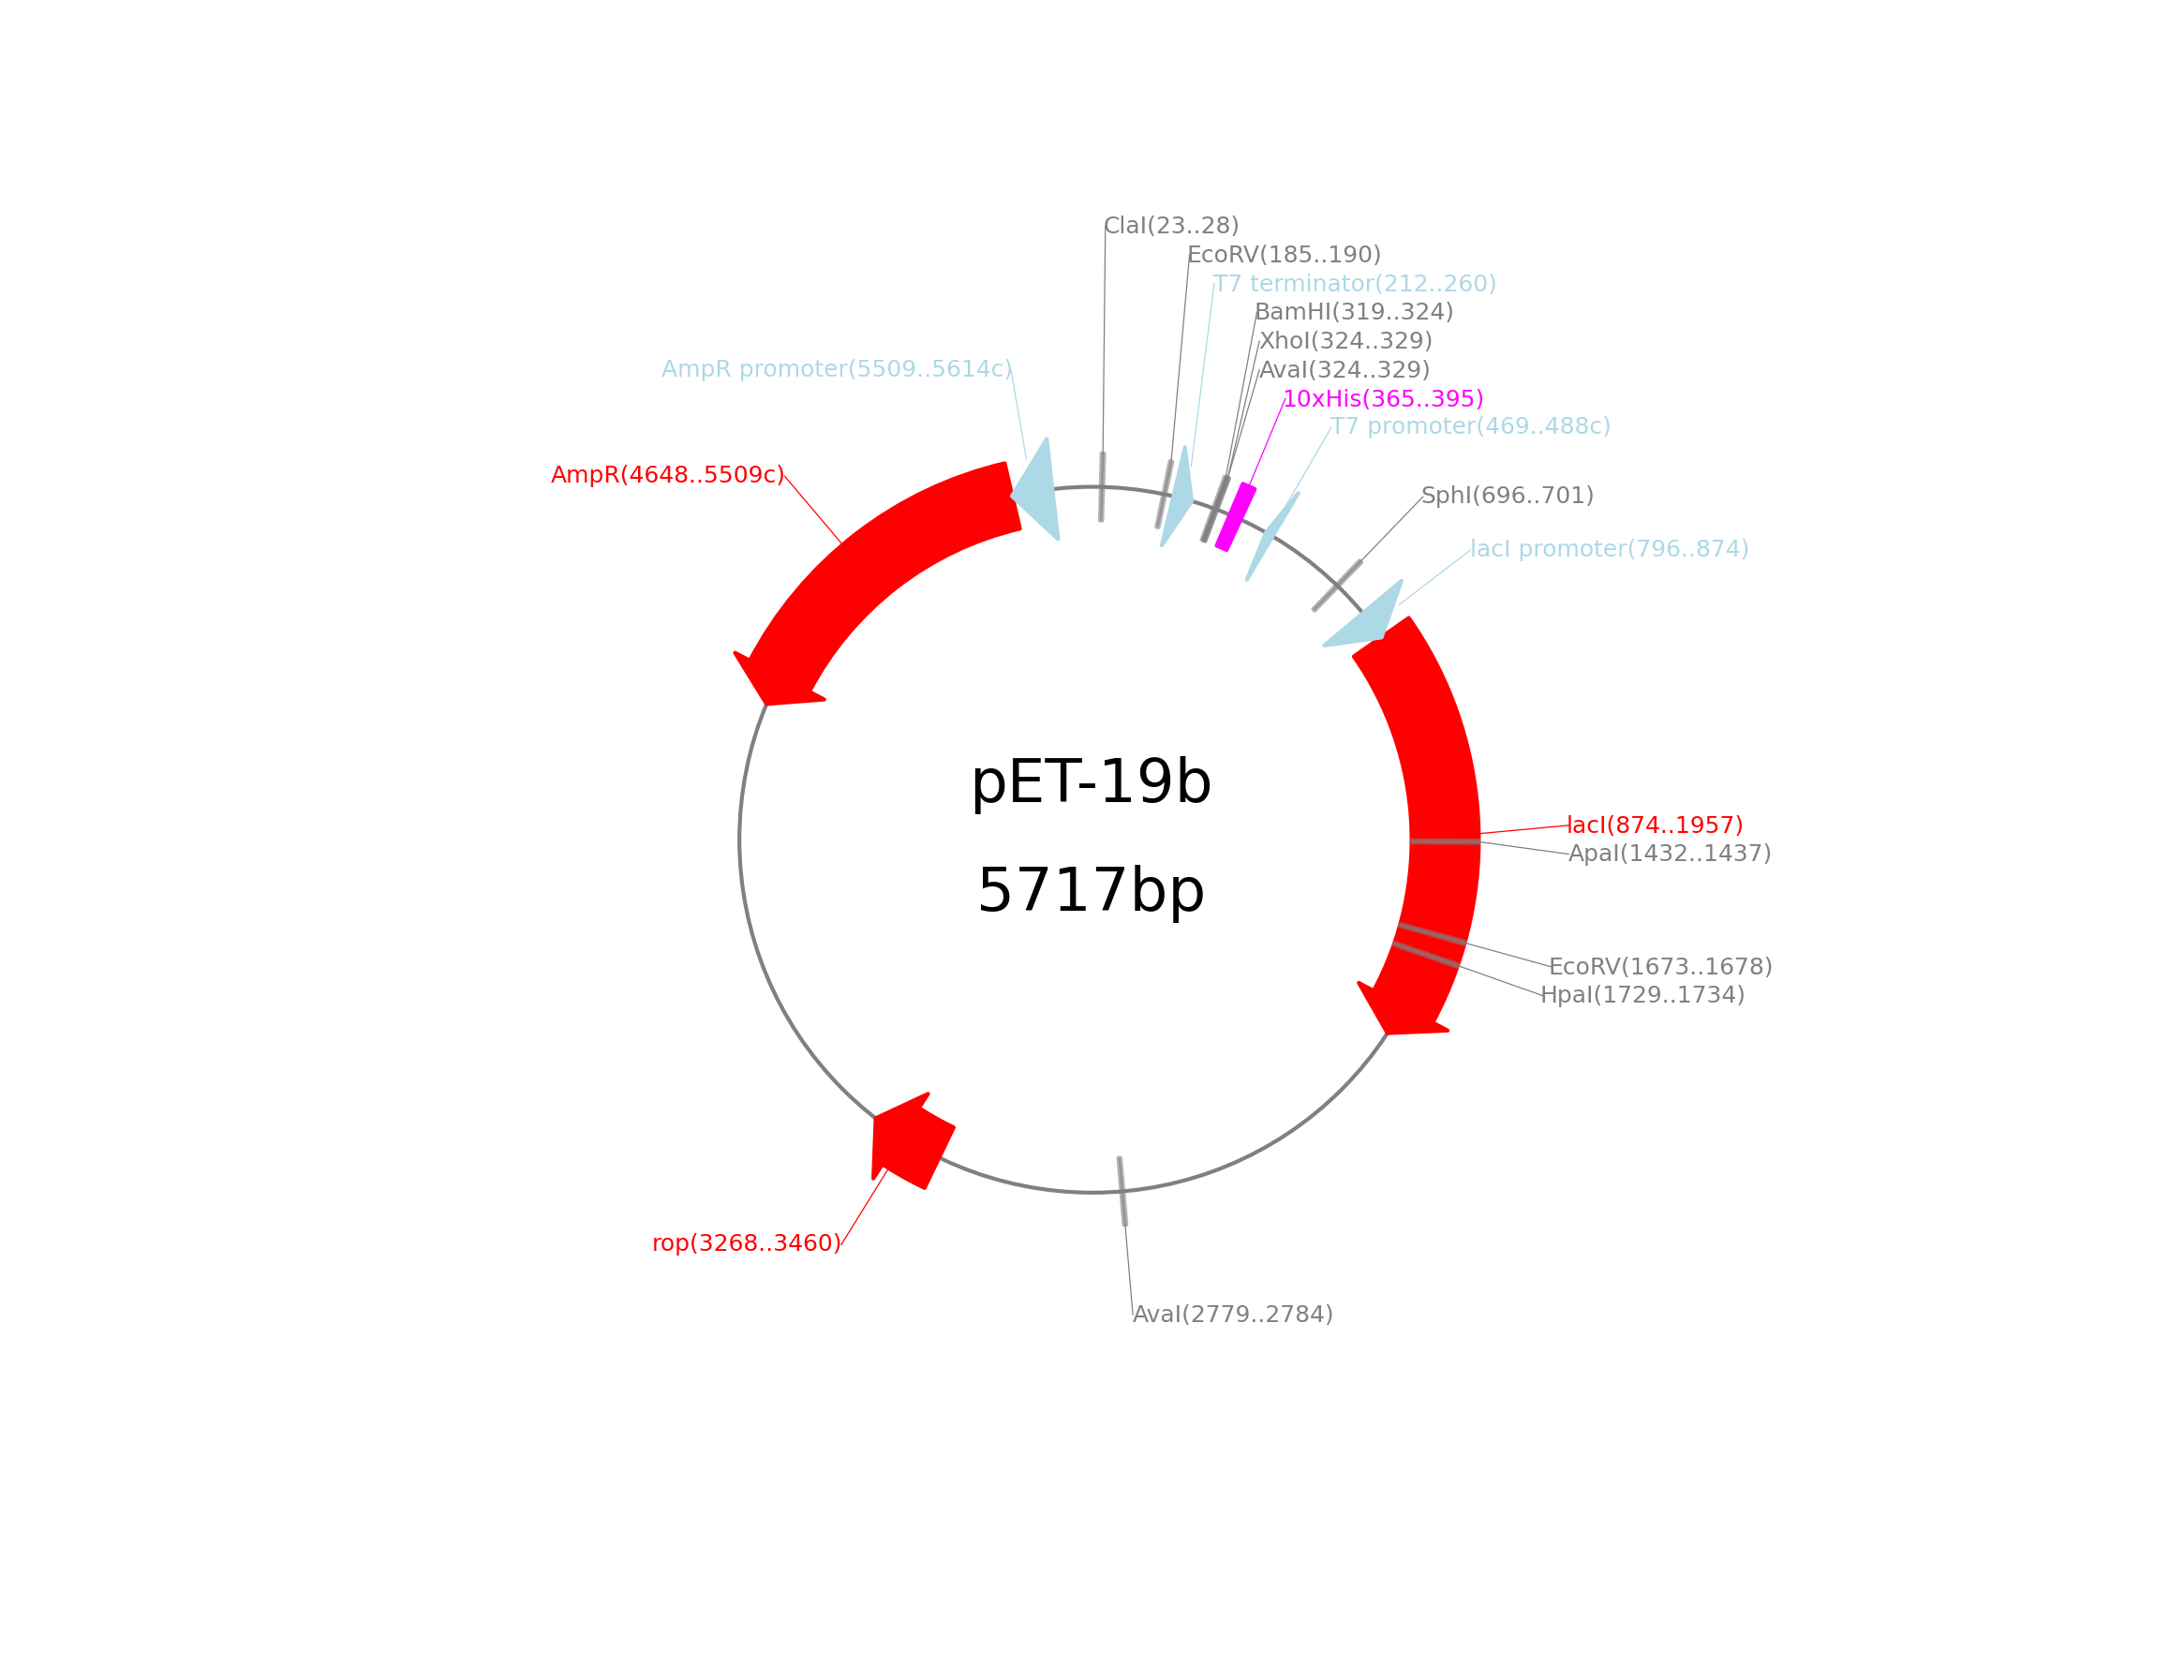 ClaI(23..28)
EcoRV(185..190)
T7 terminator(212..260)
BamHI(319..324)
XhoI(324..329)
AvaI(324..329)
AmpR promoter(5509..5614c)
10xHis(365..395)
T7 promoter(469..488c)
AmpR(4648..5509c)
SphI(696..701)
lacI promoter(796..874)
pET-19b
5717bp
lacI(874..1957)
ApaI(1432..1437)
EcoRV(1673..1678)
HpaI(1729..1734)
rop(3268..3460)
AvaI(2779..2784)